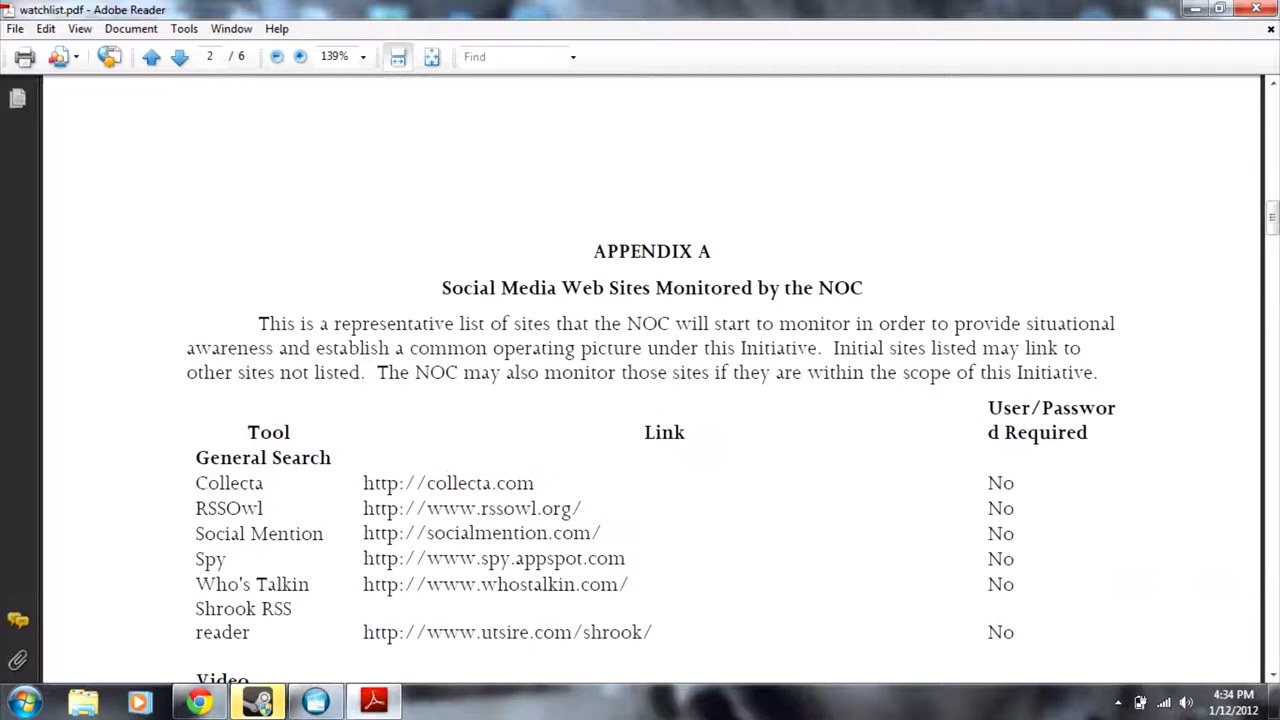 watchlist.pdf - Adobe Reader
File Edit View Document Tools Window Help
2 / 6 139% Find
APPENDIX A
Social Media Web Sites Monitored by the NOC
This is a representative list of sites that the NOC will start to monitor in order to provide situational
awareness and establish a common operating picture under this Initiative. Initial sites listed may link to
other sites not listed. The NOC may also monitor those sites if they are within the scope of this Initiative.
User/Passwor
Tool Link d Required
General Search
Collecta http://collecta.com No
RSSOwl http://www.rssowl.org/ No
Social Mention http://socialmention.com/ No
Spy http://www.spy.appspot.com No
Who's Talkin http://www.whostalkin.com/ No
Shrook RSS
reader http://www.utsire.com/shrook/ No
Video
4:34 PM
1/12/2012